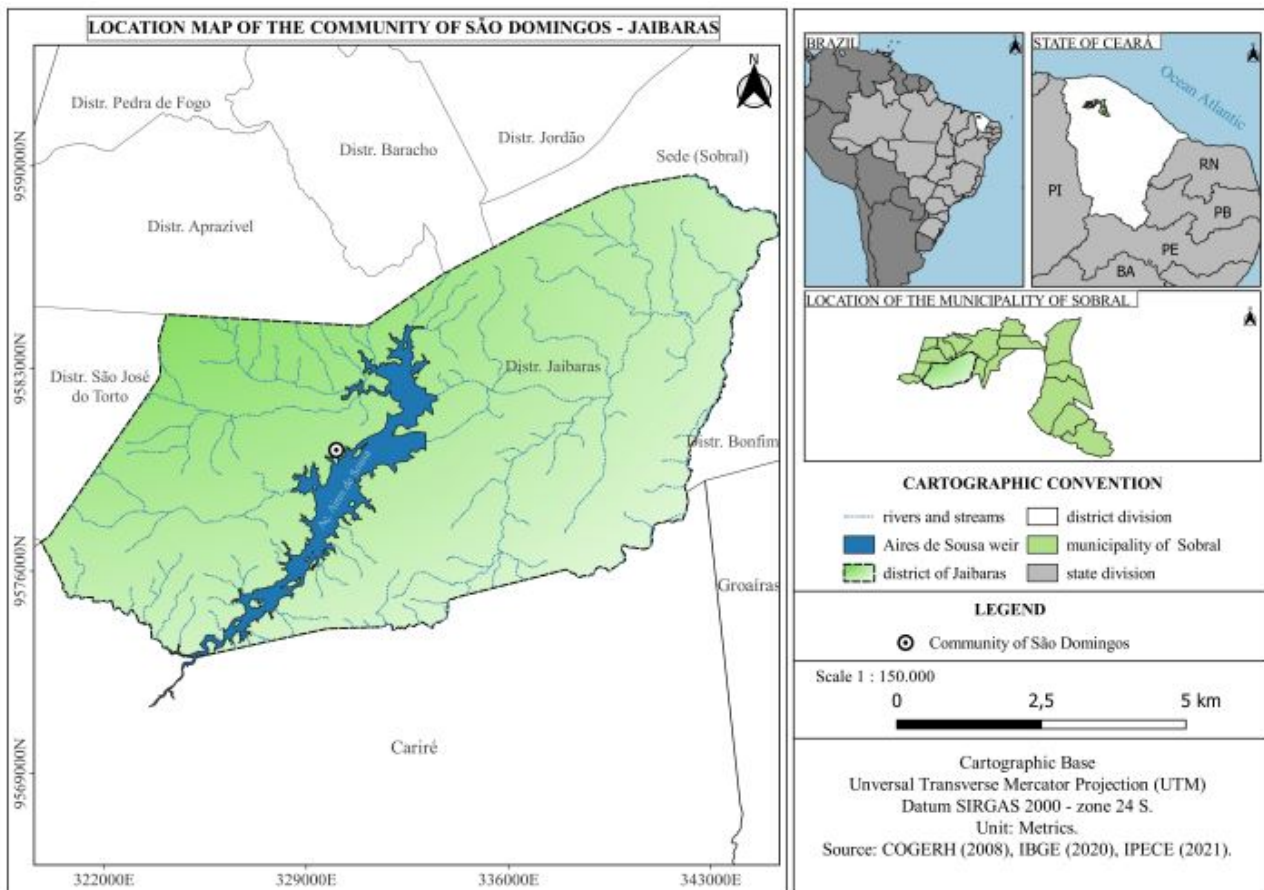 LOCATION MAP OF THE COMMUNITY OF SÃO DOMINGOS - JAIBARAS
N
Distr. Pedra de Fogo
Distr. Baracho
Distr. Jordão
Sede (Sobral)
Distr. Aprazível
Distr. São José
do Torto
Distr. Jaibaras
Distr. Bonfim
Aires de Sousa
Groaíras
Cariré
9590000N
9583000N
9576000N
9569000N
322000E
329000E
336000E
343000E
BRAZIL
STATE OF CEARÁ
Ocean Atlantic
PI
RN
PB
PE
BA
LOCATION OF THE MUNICIPALITY OF SOBRAL
CARTOGRAPHIC CONVENTION
rivers and streams
district division
Aires de Sousa weir
municipality of Sobral
district of Jaibaras
state division
LEGEND
Community of São Domingos
Scale 1 : 150.000
0
2,5
5 km
Cartographic Base
Unversal Transverse Mercator Projection (UTM)
Datum SIRGAS 2000 - zone 24 S.
Unit: Metrics.
Source: COGERH (2008), IBGE (2020), IPECE (2021).